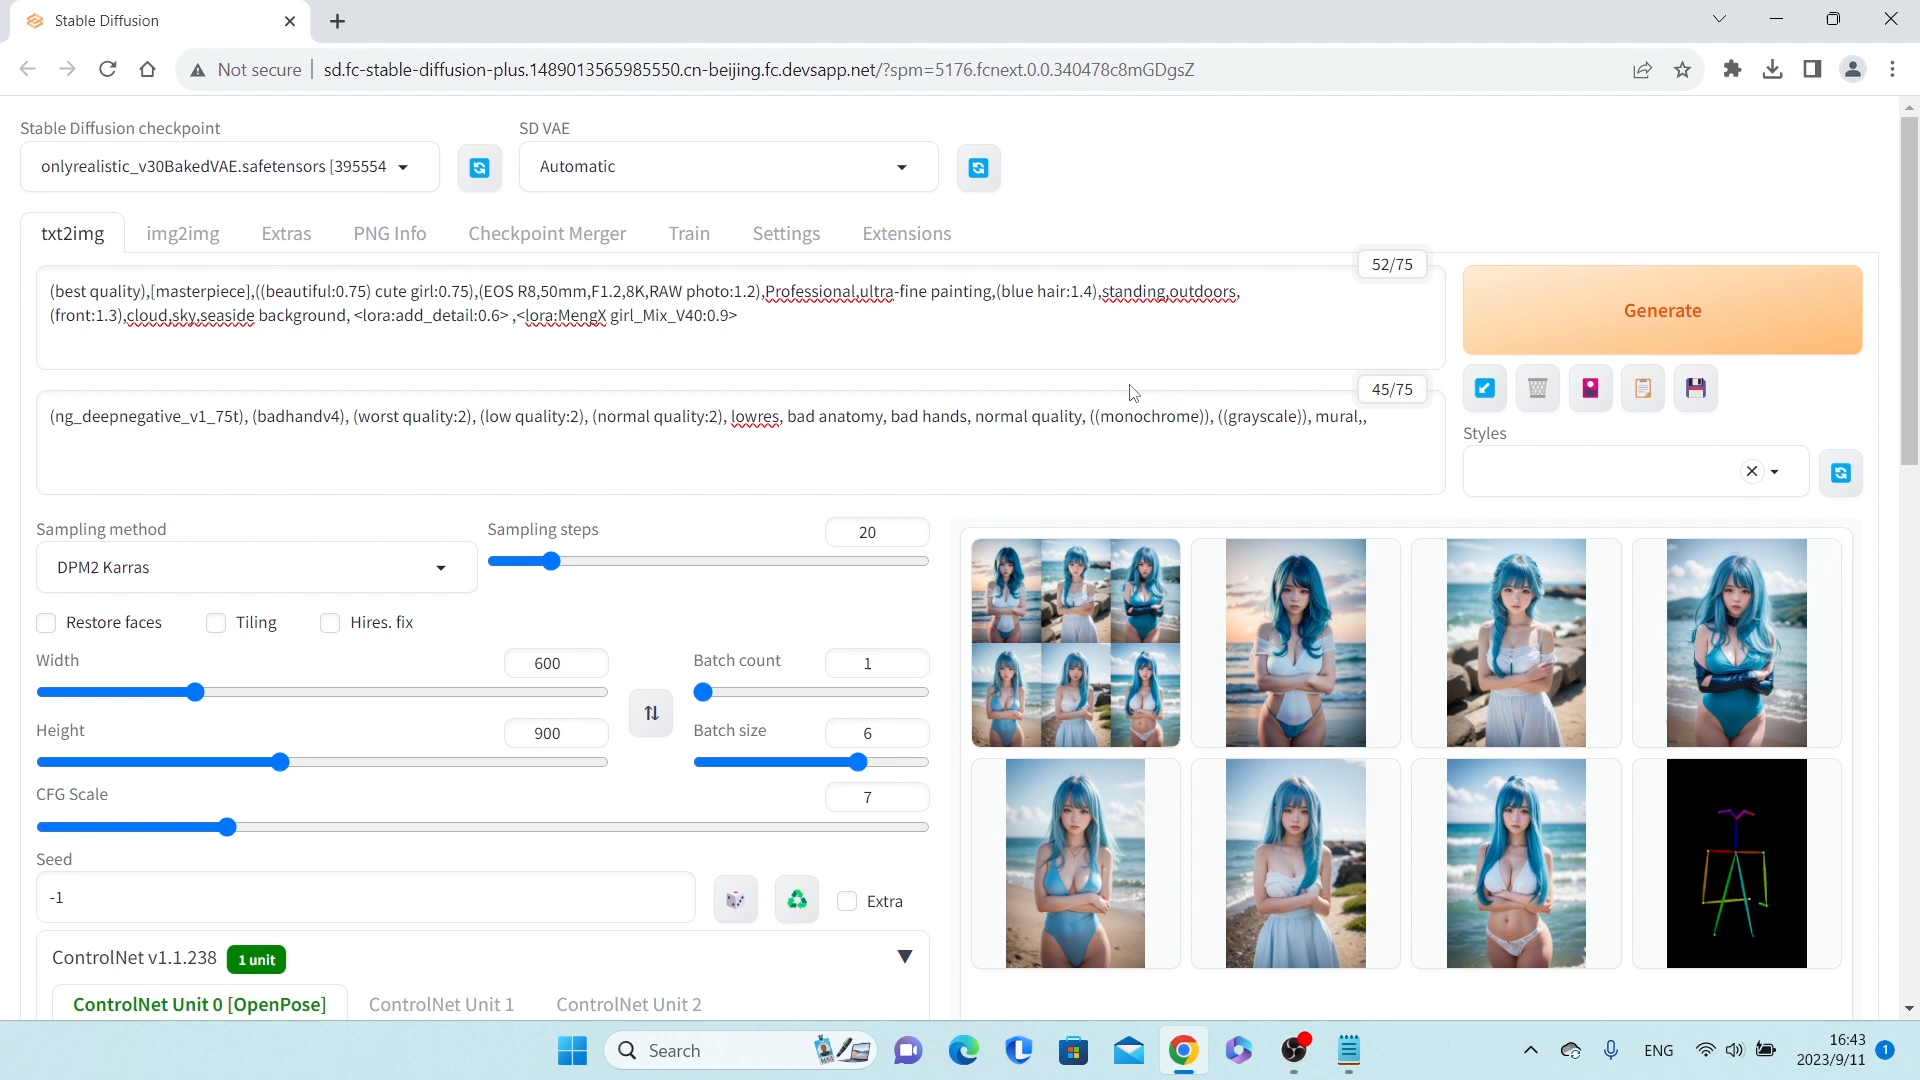 Stable Diffusion
Not secure
sd.fc-stable-diffusion-plus.1489013565985550.cn-beijing.fc.devsapp.net/?spm=5176.fcnext.0.0.340478c8mGDgsZ
Stable Diffusion checkpoint
SD VAE
onlyrealistic_v30BakedVAE.safetensors [395554
Automatic
txt2img
img2img
Extras
PNG Info
Checkpoint Merger
Train
Settings
Extensions
52/75
(best quality),[masterpiece],((beautiful:0.75) cute girl:0.75),(EOS R8,50mm,F1.2,8K,RAW photo:1.2),Professional,ultra-fine painting,(blue hair:1.4),standing,outdoors,
(front:1.3),cloud,sky,seaside background, <lora:add_detail:0.6> ,<lora:MengX girl_Mix_V40:0.9>
Generate
45/75
(ng_deepnegative_v1_75t), (badhandv4), (worst quality:2), (low quality:2), (normal quality:2), lowres, bad anatomy, bad hands, normal quality, ((monochrome)), ((grayscale)), mural,,
Styles
Sampling method
DPM2 Karras
Sampling steps
20
Restore faces
Tiling
Hires. fix
Width
600
Batch count
1
Height
900
Batch size
6
CFG Scale
7
Seed
-1
Extra
ControlNet v1.1.238
1 unit
ControlNet Unit 0 [OpenPose]
ControlNet Unit 1
ControlNet Unit 2
Search
ENG
16:43
2023/9/11
1